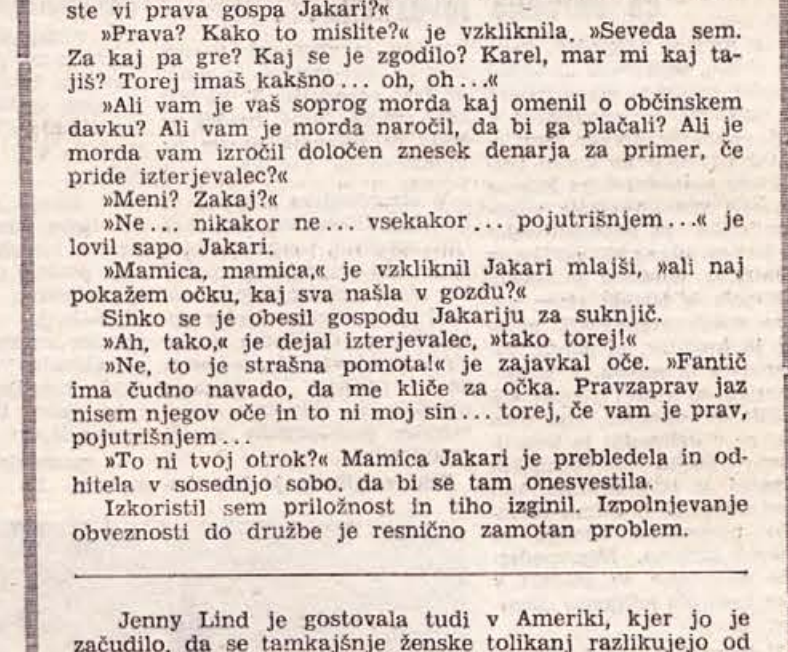 ste vi prava gospa Jakari?«
»Prava? Kako to mislite?« je vzkliknila. »Seveda sem.
Za kaj pa gre? Kaj se je zgodilo? Karel, mar mi kaj ta-
jiš? Torej imaš kakšno... oh, oh...«
»Ali vam je vaš soprog morda kaj omenil o občinskem
davku? Ali vam je morda naročil, da bi ga plačali? Ali je
morda vam izročil določen znesek denarja za primer, če
pride izterjevalec?«
»Meni? Zakaj?«
»Ne... nikakor ne... vsekakor... pojutrišnjem...« je
lovil sapo Jakari.
»Mamica, mamica,« je vzkliknil Jakari mlajši, »ali naj
pokažem očku, kaj sva našla v gozdu?«
Sinko se je obesil gospodu Jakariju za suknjič.
»Ah, tako,« je dejal izterjevalec, »tako torej!«
»Ne, to je strašna pomota!« je zajavkal oče. »Fantič
ima čudno navado, da me kliče za očka. Pravzaprav jaz
nisem njegov oče in to ni moj sin... torej, če vam je prav,
pojutrišnjem...
»To ni tvoj otrok?« Mamica Jakari je prebledela in od-
hitela v sosednjo sobo, da bi se tam onesvestila.
Izkoristil sem priložnost in tiho izginil. Izpolnjevanje
obveznosti do družbe je resnično zamotan problem.
Jenny Lind je gostovala tudi v Ameriki, kjer jo je
začudilo, da se tamkajšnje ženske tolikanj razlikujejo od